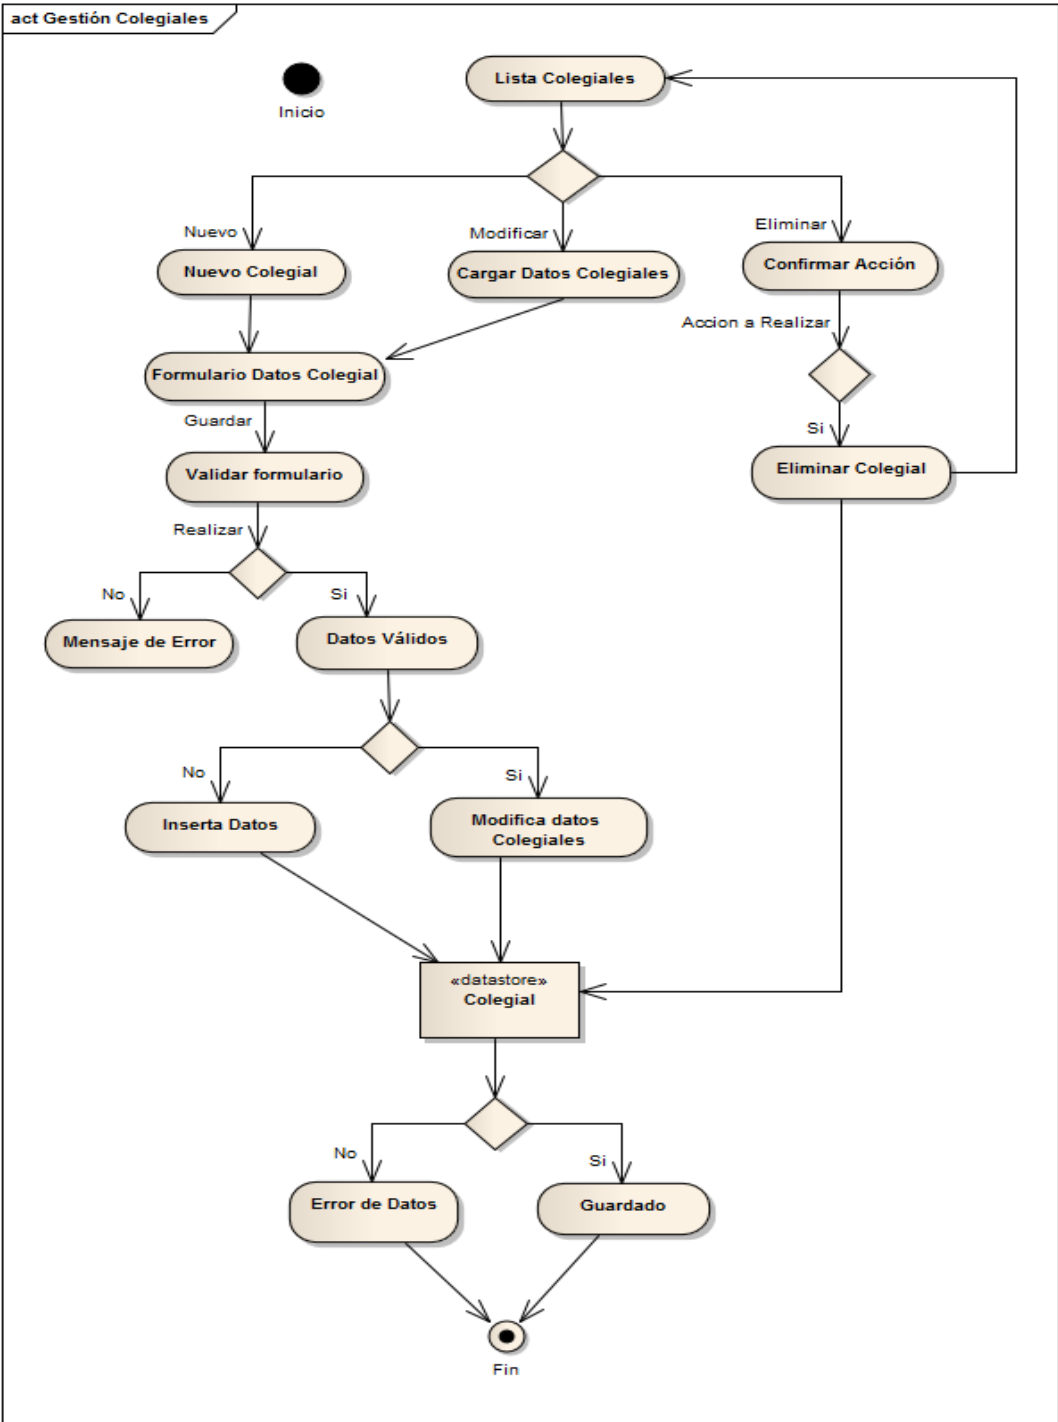 act Gestión Colegiales
Inicio
Lista Colegiales
Nuevo
Modificar
Eliminar
Nuevo Colegial
Cargar Datos Colegiales
Confirmar Acción
Accion a Realizar
Formulario Datos Colegial
Guardar
Si
Validar formulario
Eliminar Colegial
Realizar
No
Si
Mensaje de Error
Datos Válidos
No
Si
Inserta Datos
Modifica datos
Colegiales
«datastore»
Colegial
No
Si
Error de Datos
Guardado
Fin